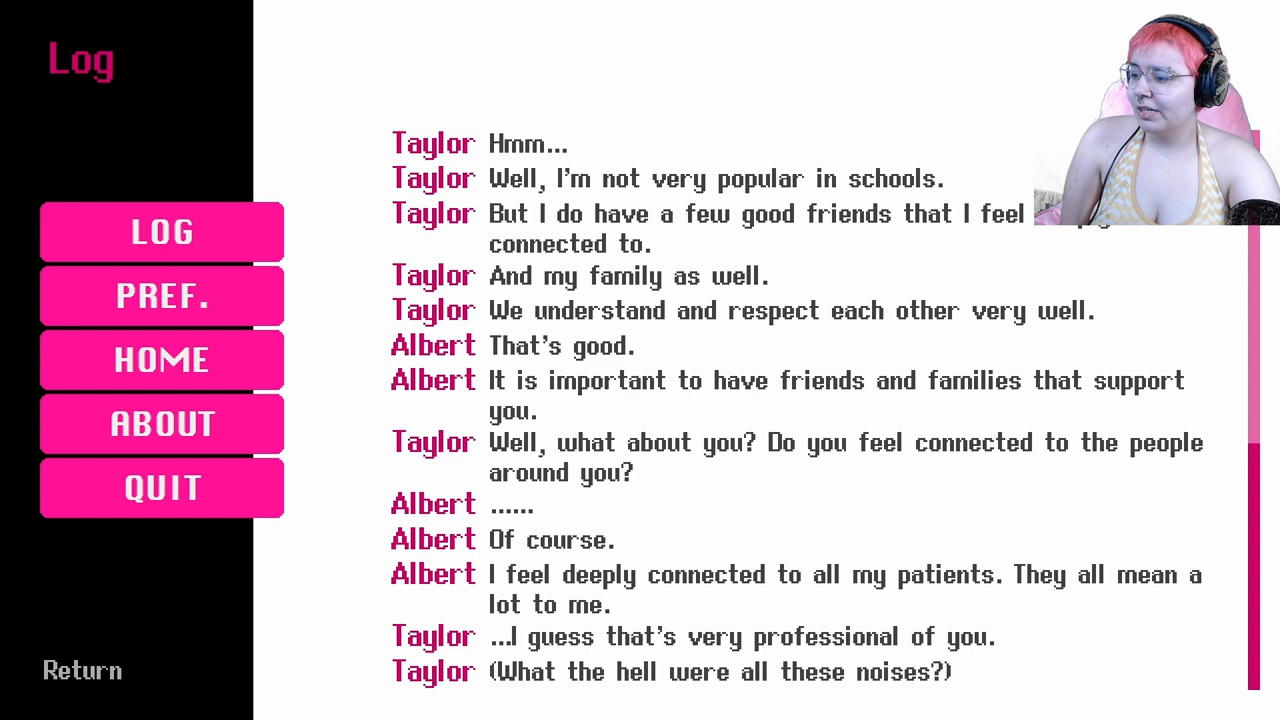 Log
LOG
PREF.
HOME
ABOUT
QUIT
Return
Taylor Hmm...
Taylor Well, I'm not very popular in schools.
Taylor But I do have a few good friends that I feel
connected to.
Taylor And my family as well.
Taylor We understand and respect each other very well.
Albert That's good.
Albert It is important to have friends and families that support
you.
Taylor Well, what about you? Do you feel connected to the people
around you?
Albert ......
Albert Of course.
Albert I feel deeply connected to all my patients. They all mean a
lot to me.
Taylor ...I guess that's very professional of you.
Taylor (What the hell were all these noises?)